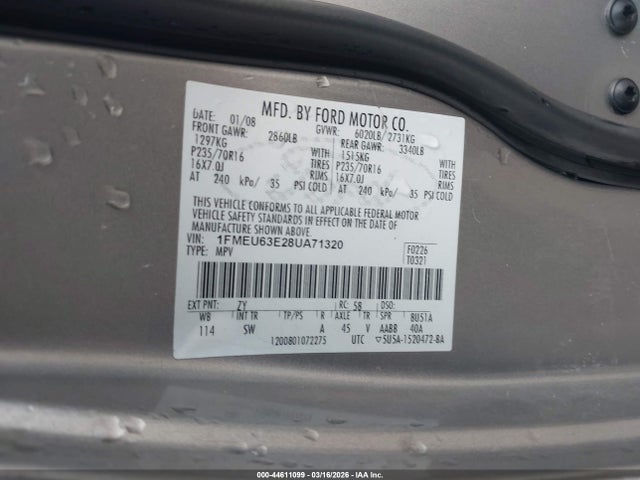 MFD. BY FORD MOTOR CO.
DATE: 01/08 GVWR: 6020LB/ 2731KG
FRONT GAWR: 2860LB REAR GAWR: 3340LB
1297KG WITH 1515KG WITH
P235/70R16 TIRES P235/70R16 TIRES
16X7.0J RIMS 16X7.0J RIMS
AT 240 kPa/ 35 PSI COLD AT 240 kPa/ 35 PSI COLD
THIS VEHICLE CONFORMS TO ALL APPLICABLE FEDERAL MOTOR
VEHICLE SAFETY STANDARDS IN EFFECT ON THE DATE OF
MANUFACTURE SHOWN ABOVE.
VIN: 1FMEU63E28UA71320 F0226
TYPE: MPV T0321
EXT PNT: ZY RC: 58 DSO:
WB INT TR TP/PS R AXLE TR SPR 8U51A
114 SW A 45 V AABB 40A
1200801072275 UTC ▽5U5A-1520472-BA
000-44611099 - 03/16/2026 - IAA Inc.